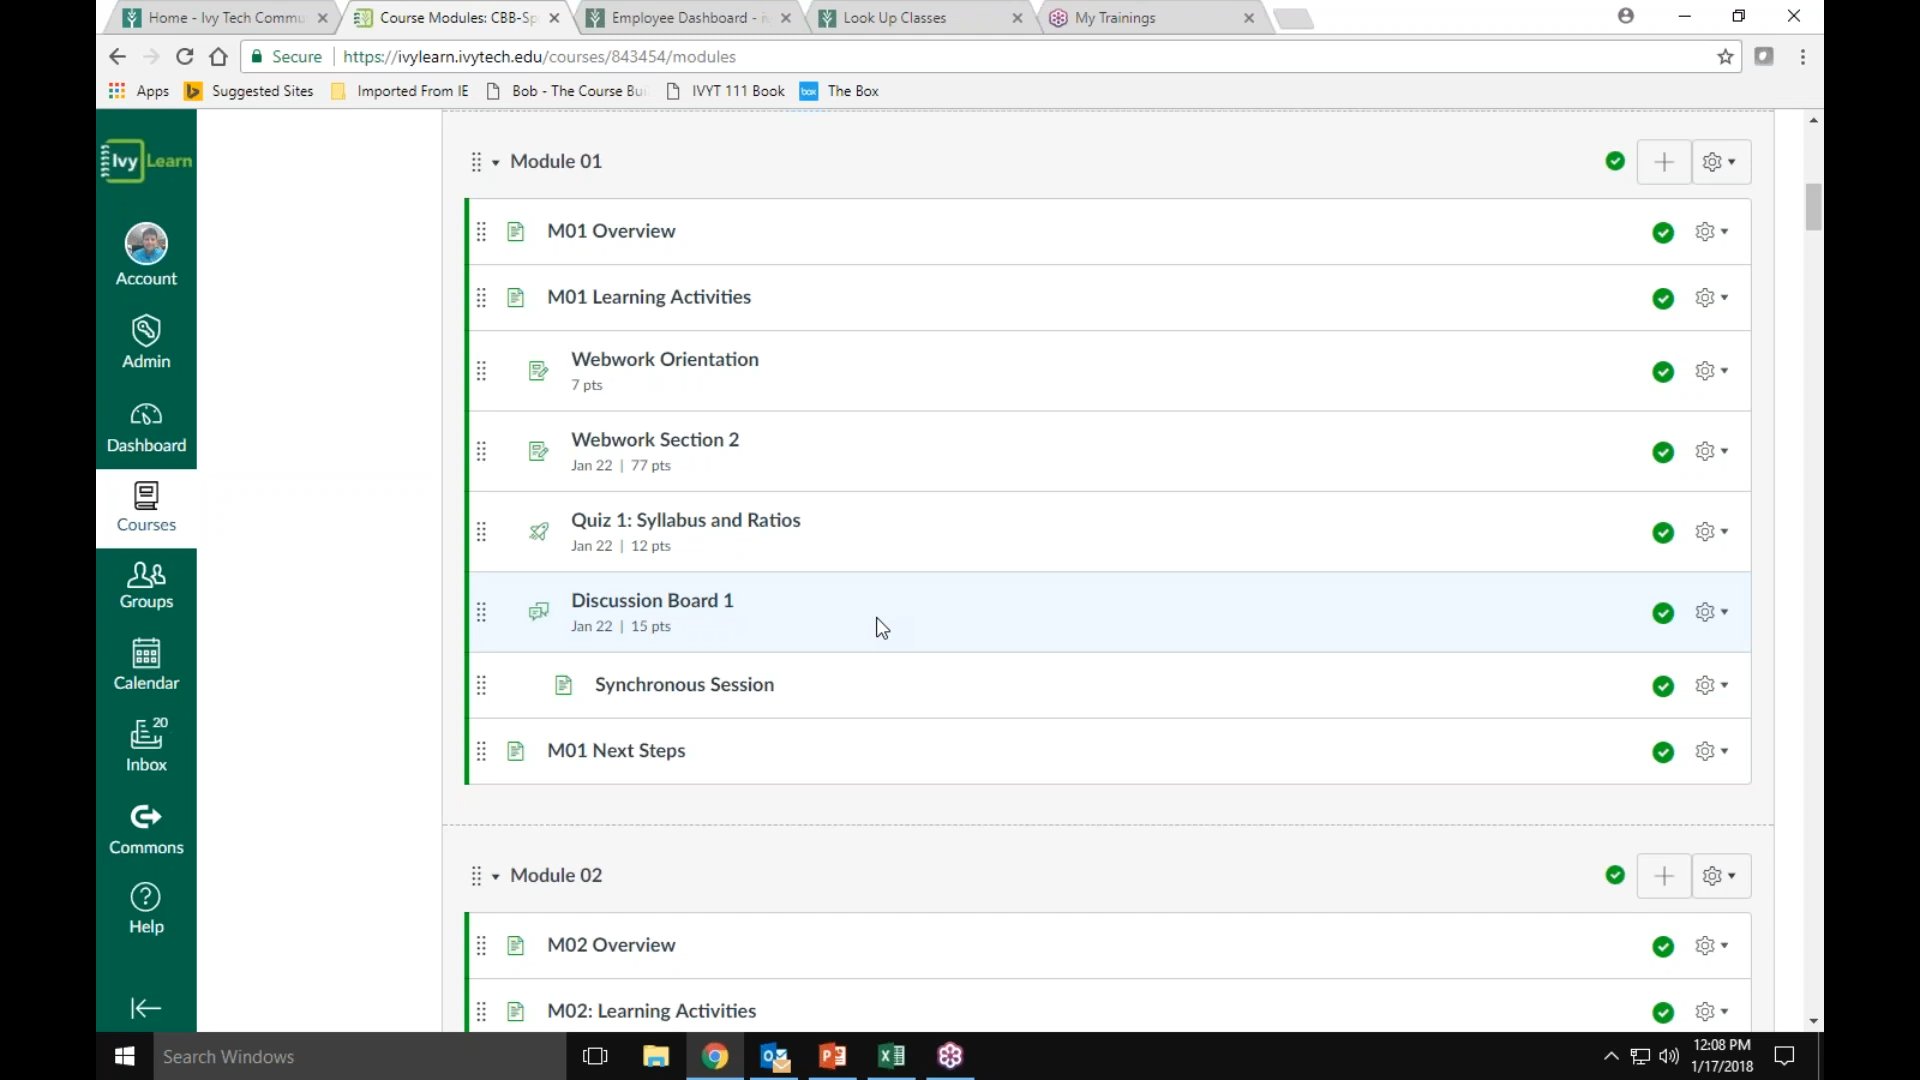 Home - Ivy Tech Commu
Course Modules: CBB-Sp
Employee Dashboard - i
Look Up Classes
My Trainings
Secure
https://ivylearn.ivytech.edu/courses/843454/modules
Apps
Suggested Sites
Imported From IE
Bob - The Course Bui
IVYT 111 Book
box
The Box
Ivy Learn
Account
Admin
Dashboard
Courses
Groups
Calendar
20
Inbox
Commons
Help
Module 01
M01 Overview
M01 Learning Activities
Webwork Orientation
7 pts
Webwork Section 2
Jan 22 | 77 pts
Quiz 1: Syllabus and Ratios
Jan 22 | 12 pts
Discussion Board 1
Jan 22 | 15 pts
Synchronous Session
M01 Next Steps
Module 02
M02 Overview
M02: Learning Activities
Search Windows
12:08 PM
1/17/2018